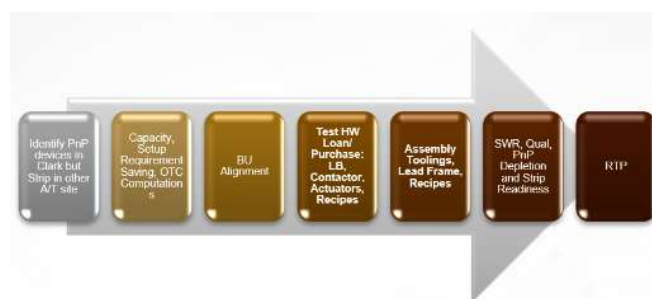 Identify PnP
devices in
Clark but
Strip in other
A/T site
Capacity,
Setup
Requirement
Saving, OTC
Computation
s
BU
Alignment
Test HW
Loan/
Purchase:
LB,
Contactor,
Actuators,
Recipes
Assembly
Toolings,
Lead Frame,
Recipes
SWR, Qual,
PnP
Depletion
and Strip
Readiness
RTP